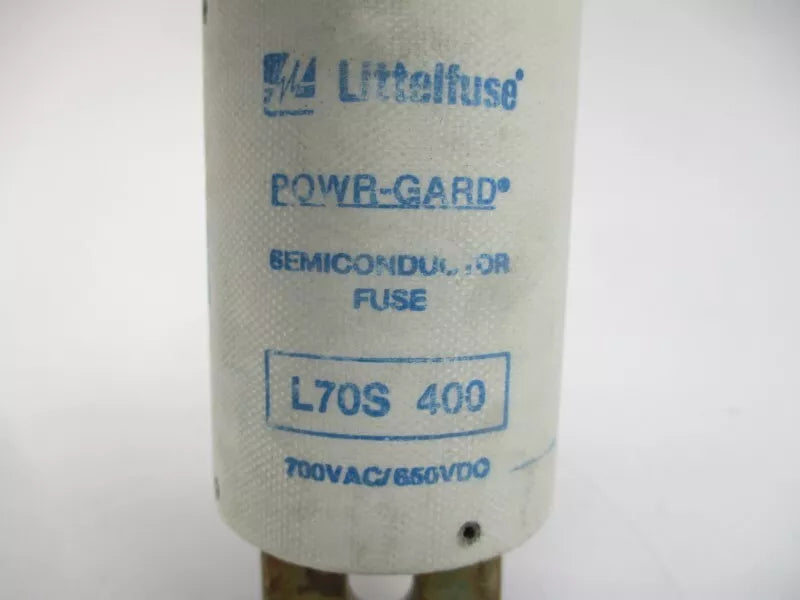 Littelfuse®
POWR-GARD®
SEMICONDUCTOR
FUSE
L70S 400
700VAC/650VDC